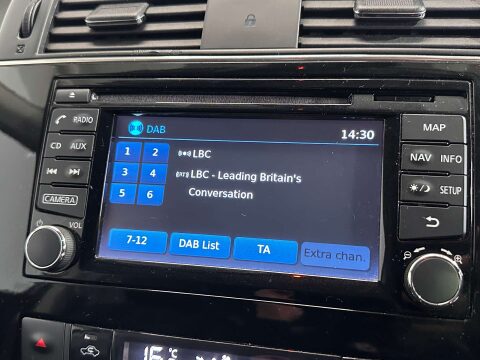 DAB
14:30
1 2
LBC
3 4
LBC - Leading Britain's
Conversation
5 6
7-12
DAB List
TA
Extra chan.
RADIO
CD AUX
CAMERA
VOL
MAP
NAV INFO
SETUP
16 °C